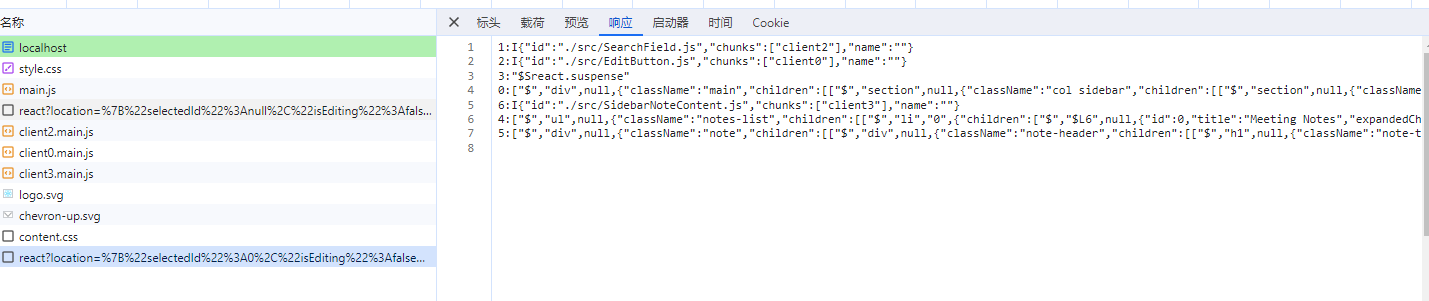 名称
localhost
style.css
main.js
react?location=%7B%22selectedId%22%3Anull%2C%22isEditing%22%3Afals...
client2.main.js
client0.main.js
client3.main.js
logo.svg
chevron-up.svg
content.css
react?location=%7B%22selectedId%22%3A0%2C%22isEditing%22%3Afalse...
标头 载荷 预览 响应 启动器 时间 Cookie
1 1:I{"id":"./src/SearchField.js","chunks":["client2"],"name":""}
2 2:I{"id":"./src/EditButton.js","chunks":["client0"],"name":""}
3 3:"$Sreact.suspense"
4 0:["$","div",null,{"className":"main","children":[["$","section",null,{"className":"col sidebar","children":[["$","section",null,{"className
5 6:I{"id":"./src/SidebarNoteContent.js","chunks":["client3"],"name":""}
6 4:["$","ul",null,{"className":"notes-list","children":[["$","li","0",{"children":["$","$L6",null,{"id":0,"title":"Meeting Notes","expandedCh
7 5:["$","div",null,{"className":"note","children":[["$","div",null,{"className":"note-header","children":[["$","h1",null,{"className":"note-t
8